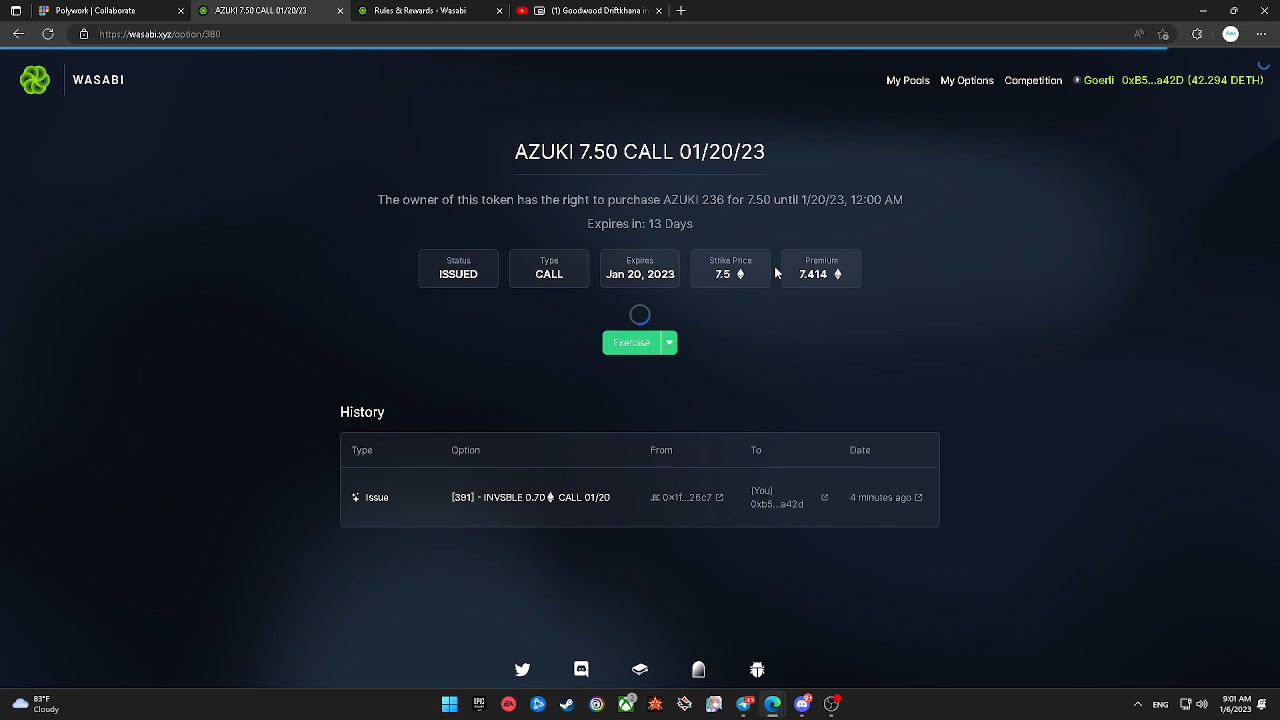 Polywork | Collaborate
AZUKI 7.50 CALL 01/20/23
Rules & Rewards - Wasabi
(1) Goodwood Driftkhana in
https://wasabi.xyz/option/380
WASABI
My Pools
My Options
Competition
Goerli
0xB5...a42D (42.294 DETH)
AZUKI 7.50 CALL 01/20/23
The owner of this token has the right to purchase AZUKI 236 for 7.50 until 1/20/23, 12:00 AM
Expires in: 13 Days
Status
ISSUED
Type
CALL
Expires
Jan 20, 2023
Strike Price
7.5
Premium
7.414
Exercise
History
Type
Option
From
To
Date
Issue
[391] - INVSBLE 0.70 CALL 01/20
0x1f...26c7
(You)
0xb5...a42d
4 minutes ago
83°F
Cloudy
ENG
9:01 AM
1/6/2023